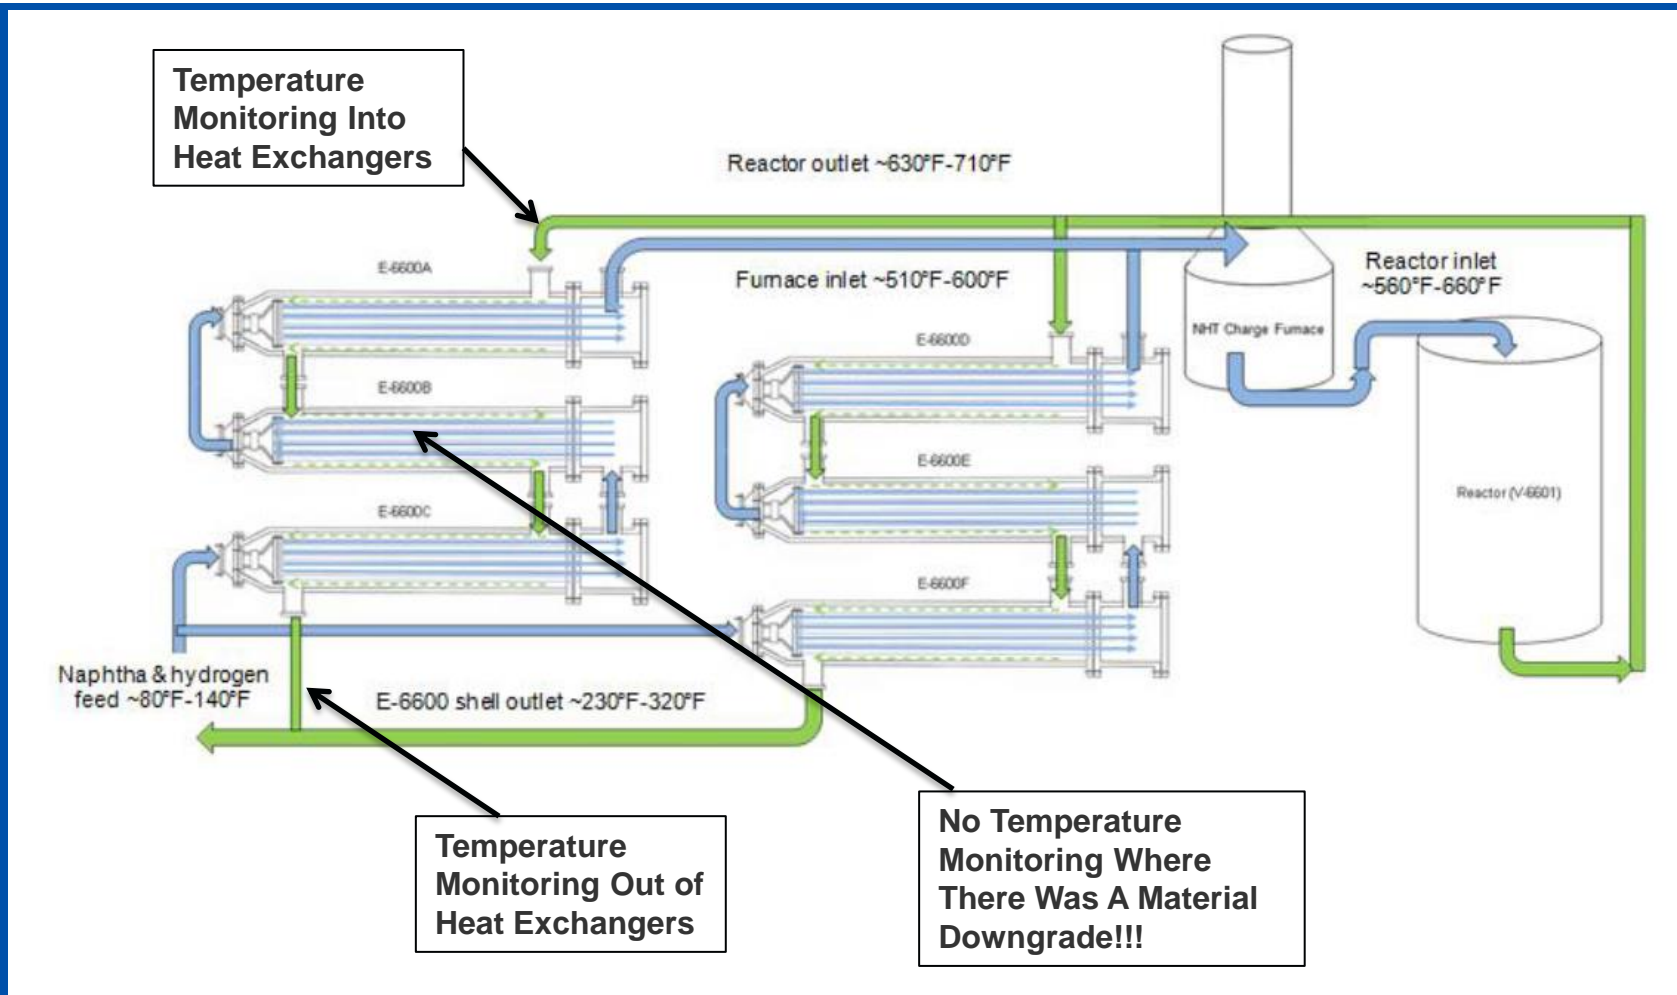 Temperature
Monitoring Into
Heat Exchangers
Reactor outlet ~630°F-710°F
E-6600A
Furnace inlet ~510°F-600°F
Reactor inlet
~560°F-660°F
NHT Charge Furnace
E-6600D
E-6600B
E-6600E
Reactor (V-6601)
E-6600C
E-6600F
Naphtha & hydrogen
feed ~80°F-140°F
E-6600 shell outlet ~230°F-320°F
Temperature
Monitoring Out of
Heat Exchangers
No Temperature
Monitoring Where
There Was A Material
Downgrade!!!